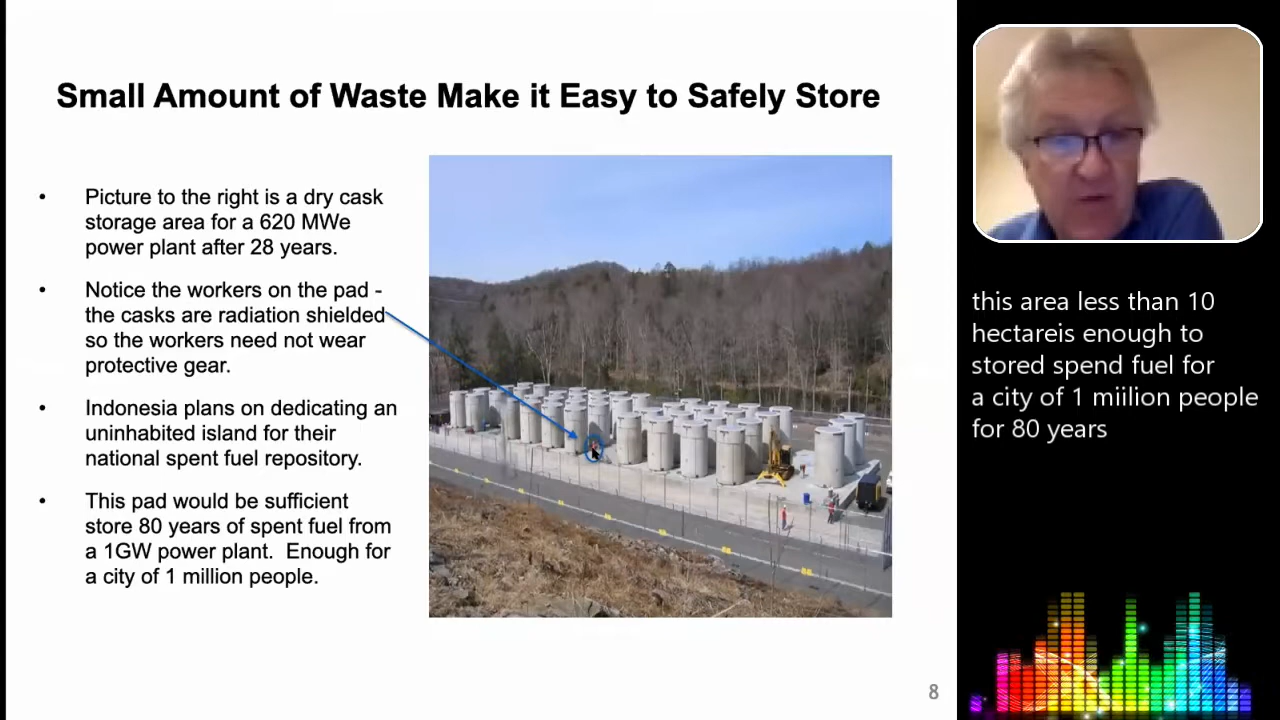 Small Amount of Waste Make it Easy to Safely Store
• Picture to the right is a dry cask
storage area for a 620 MWe
power plant after 28 years.
• Notice the workers on the pad -
the casks are radiation shielded
so the workers need not wear
protective gear.
• Indonesia plans on dedicating an
uninhabited island for their
national spent fuel repository.
• This pad would be sufficient
store 80 years of spent fuel from
a 1GW power plant.  Enough for
a city of 1 million people.
8
this area less than 10
hectareis enough to
stored spend fuel for
a city of 1 miilion people
for 80 years